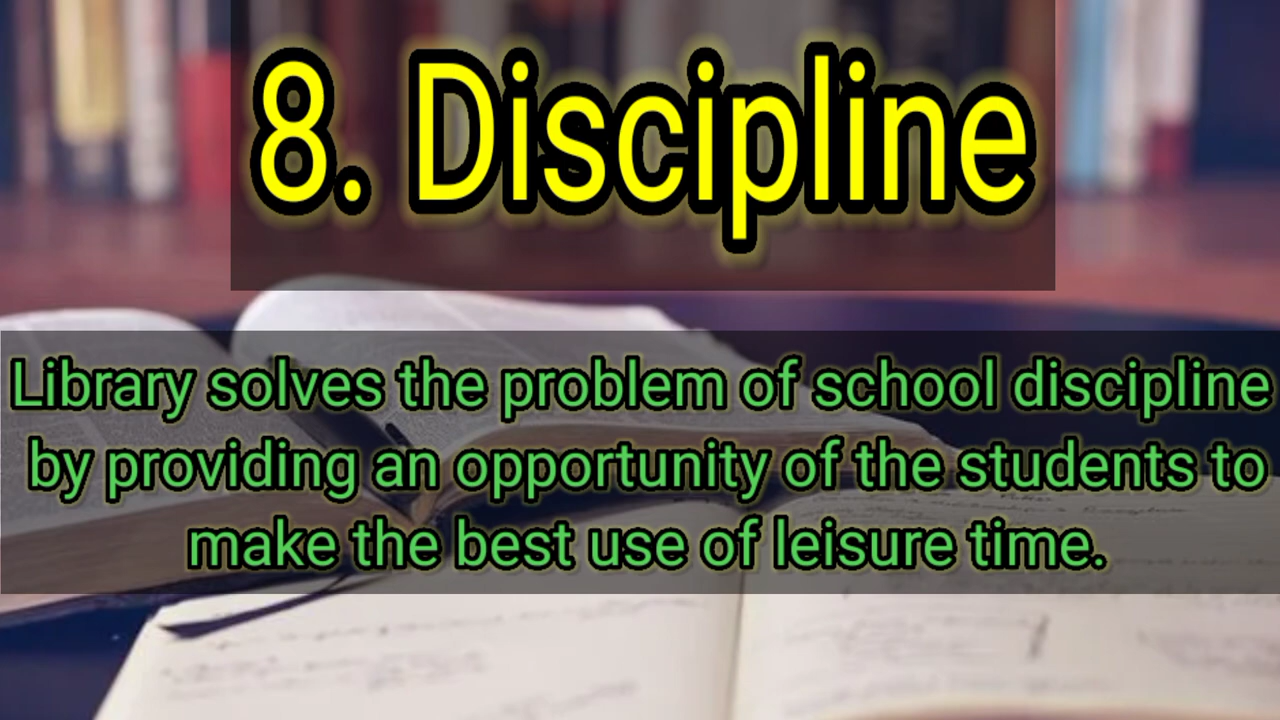 8. Discipline
Library solves the problem of school discipline
by providing an opportunity of the students to
make the best use of leisure time.